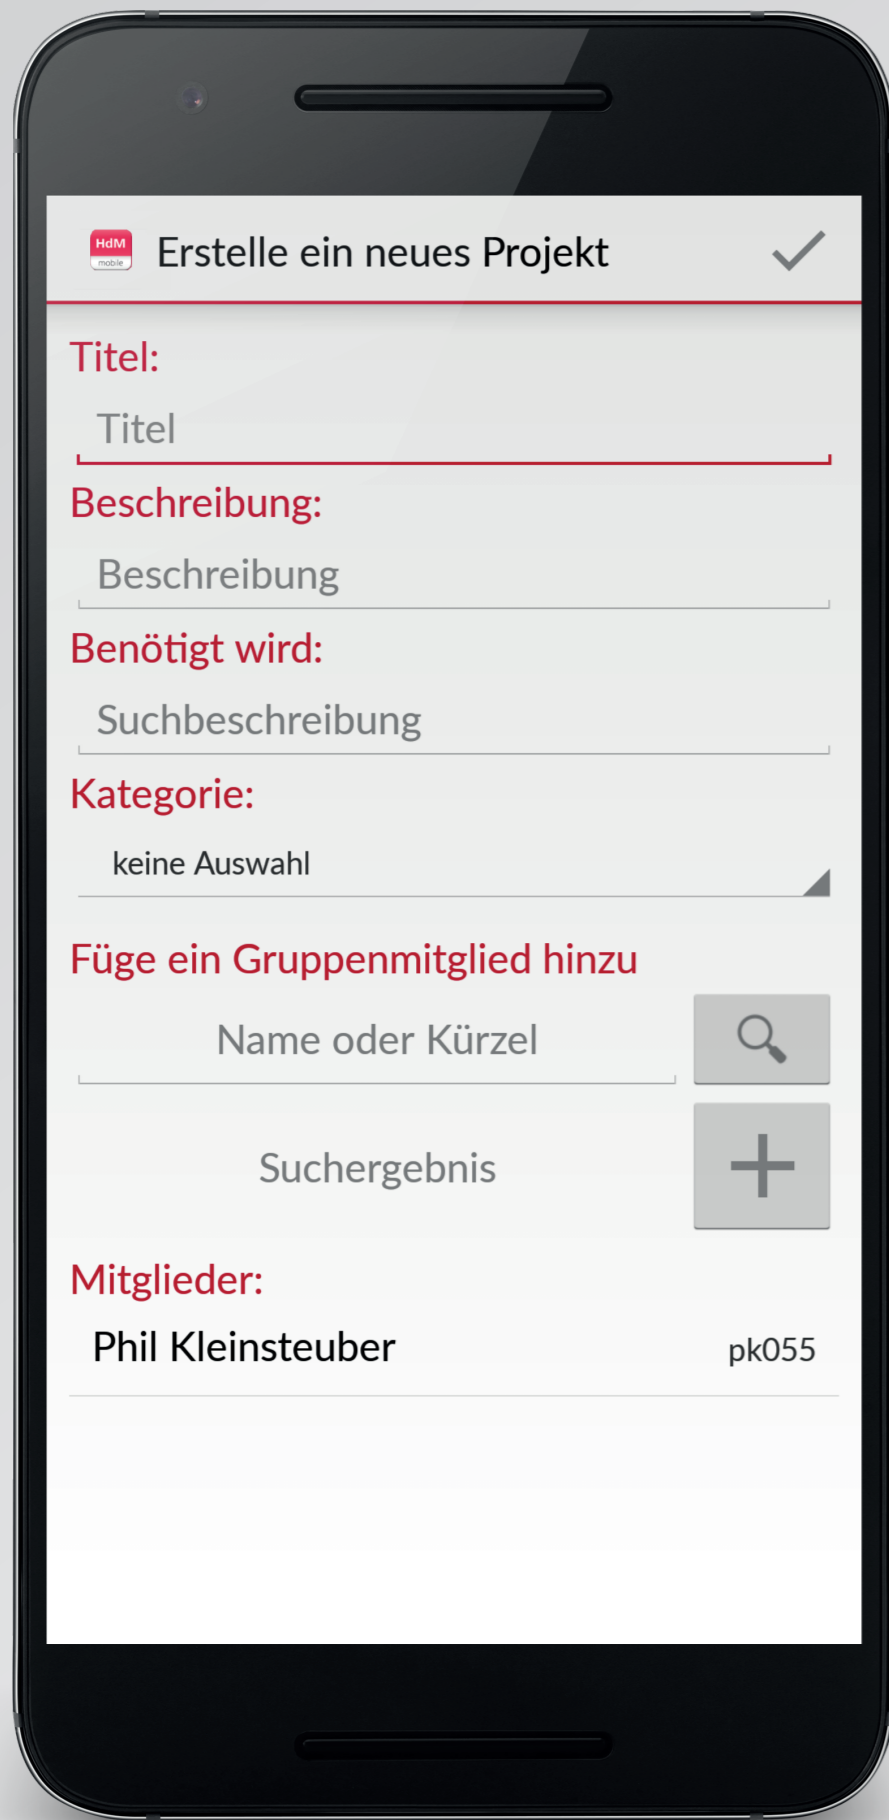 HdM
mobile
Erstelle ein neues Projekt
Titel:
Titel
Beschreibung:
Beschreibung
Benötigt wird:
Suchbeschreibung
Kategorie:
keine Auswahl
Füge ein Gruppenmitglied hinzu
Name oder Kürzel
Suchergebnis
Mitglieder:
Phil Kleinsteuber pk055